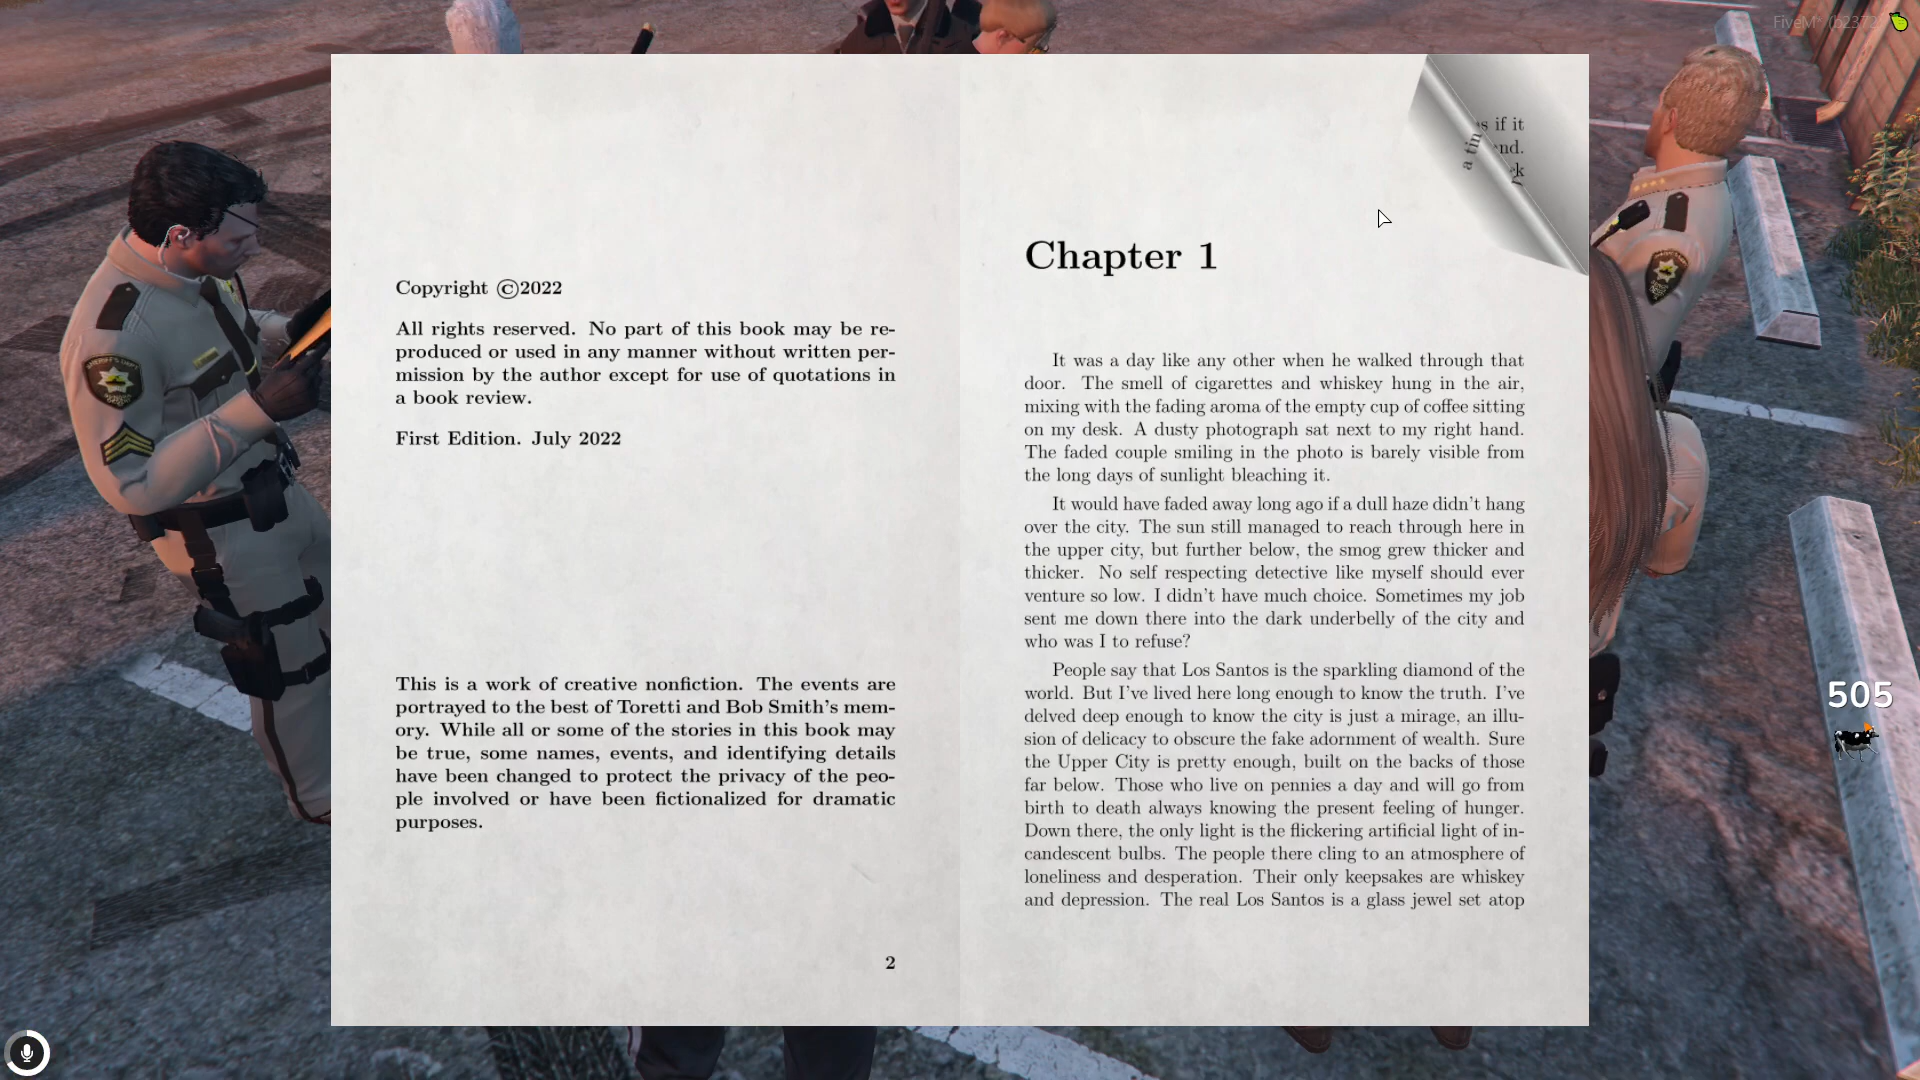 FiveM* (b237
Copyright ©2022
All rights reserved. No part of this book may be re-
produced or used in any manner without written per-
mission by the author except for use of quotations in
a book review.
First Edition. July 2022
This is a work of creative nonfiction. The events are
portrayed to the best of Toretti and Bob Smith's mem-
ory. While all or some of the stories in this book may
be true, some names, events, and identifying details
have been changed to protect the privacy of the peo-
ple involved or have been fictionalized for dramatic
purposes.
2
if it
a tin
Chapter 1
It was a day like any other when he walked through that
door. The smell of cigarettes and whiskey hung in the air,
mixing with the fading aroma of the empty cup of coffee sitting
on my desk. A dusty photograph sat next to my right hand.
The faded couple smiling in the photo is barely visible from
the long days of sunlight bleaching it.
It would have faded away long ago if a dull haze didn't hang
over the city. The sun still managed to reach through here in
the upper city, but further below, the smog grew thicker and
thicker. No self respecting detective like myself should ever
venture so low. I didn't have much choice. Sometimes my job
sent me down there into the dark underbelly of the city and
who was I to refuse?
People say that Los Santos is the sparkling diamond of the
world. But I've lived here long enough to know the truth. I've
delved deep enough to know the city is just a mirage, an illu-
sion of delicacy to obscure the fake adornment of wealth. Sure
the Upper City is pretty enough, built on the backs of those
far below. Those who live on pennies a day and will go from
birth to death always knowing the present feeling of hunger.
Down there, the only light is the flickering artificial light of in-
candescent bulbs. The people there cling to an atmosphere of
loneliness and desperation. Their only keepsakes are whiskey
and depression. The real Los Santos is a glass jewel set atop
505